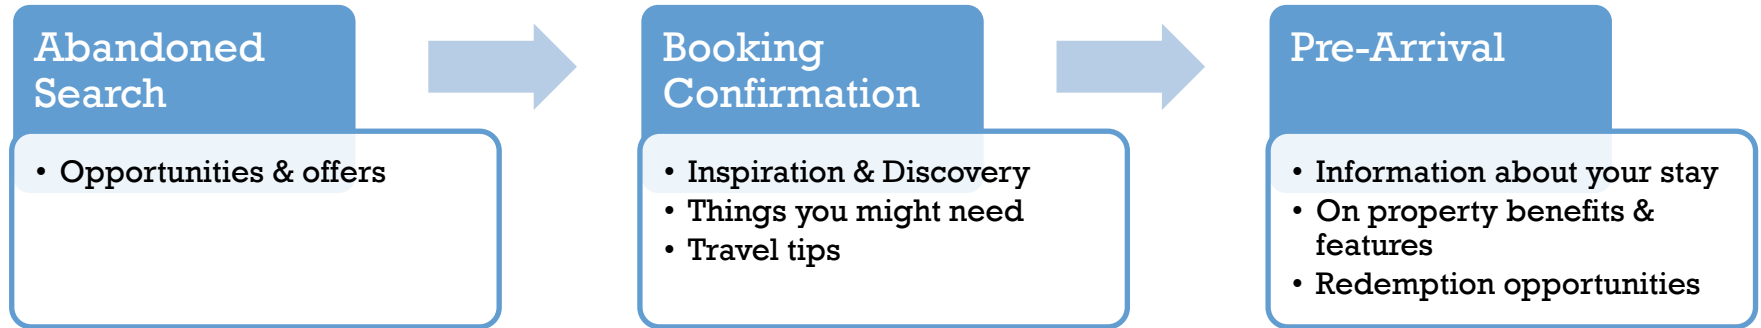 Abandoned
Search
• Opportunities & offers
Booking
Confirmation
• Inspiration & Discovery
• Things you might need
• Travel tips
Pre-Arrival
• Information about your stay
• On property benefits &
features
• Redemption opportunities